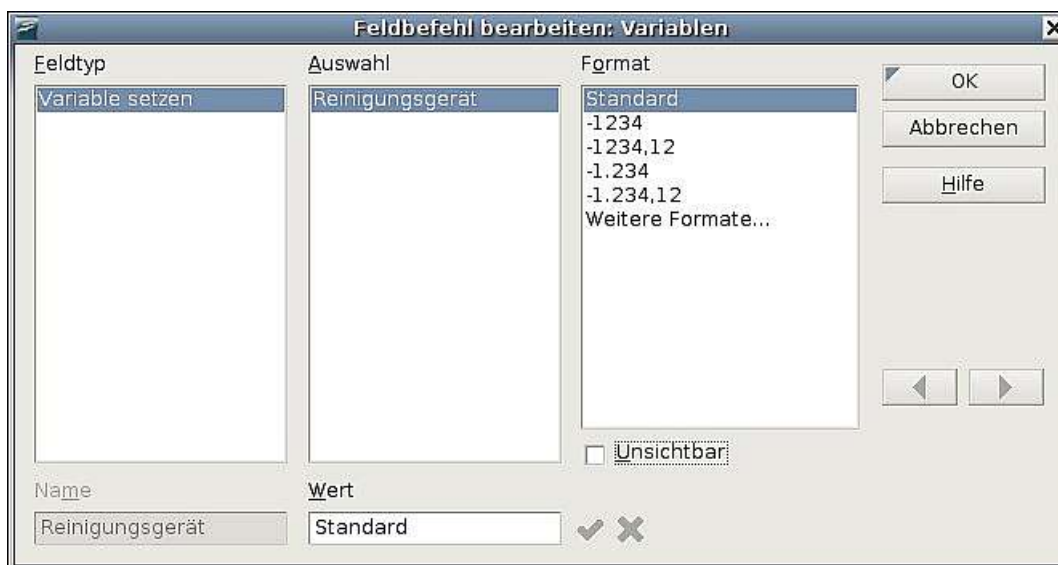 Feldbefehl bearbeiten: Variablen
Feldtyp
Variable setzen
Auswahl
Reinigungsgerät
Format
Standard
-1234
-1234,12
-1.234
-1.234,12
Weitere Formate...
OK
Abbrechen
Hilfe
Unsichtbar
Name
Reinigungsgerät
Wert
Standard